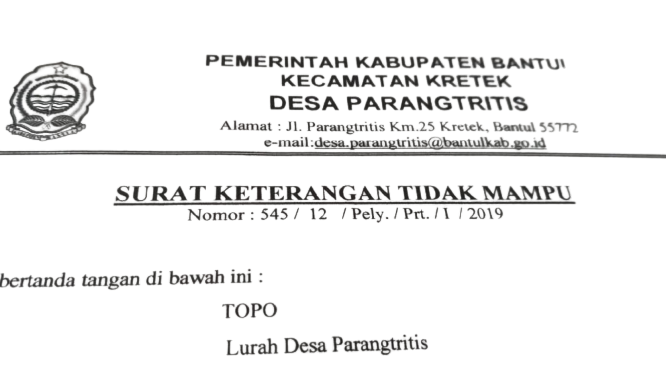 PEMERINTAH KABUPATEN BANTUL
KECAMATAN KRETEK
DESA PARANGTRITIS
Alamat : Jl. Parangtritis Km.25 Kretek, Bantul 55772
e-mail:desa.parangtritis@bantulkab.go.id
SURAT KETERANGAN TIDAK MAMPU
Nomor : 545 / 12 / Pely. / Prt. / I / 2019
bertanda tangan di bawah ini :
TOPO
Lurah Desa Parangtritis